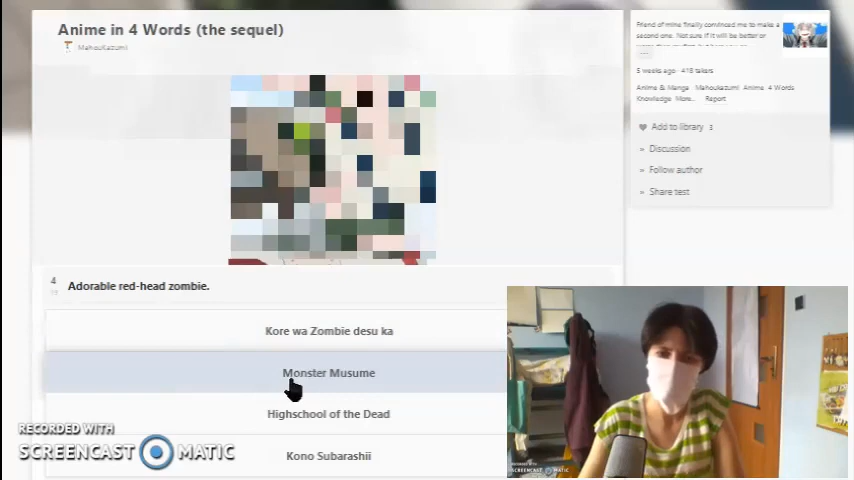 Anime in 4 Words (the sequel)
MahouKazumi
Friend of mine finally convinced me to make a
second one. Not sure if it will be better or
5 weeks ago · 418 takers
Anime & Manga Mahoukazumi Anime 4 Words
Knowledge More... Report
Add to library 3
» Discussion
» Follow author
» Share test
4
Adorable red-head zombie.
Kore wa Zombie desu ka
Monster Musume
Highschool of the Dead
Kono Subarashii
RECORDED WITH
SCREENCAST MATIC